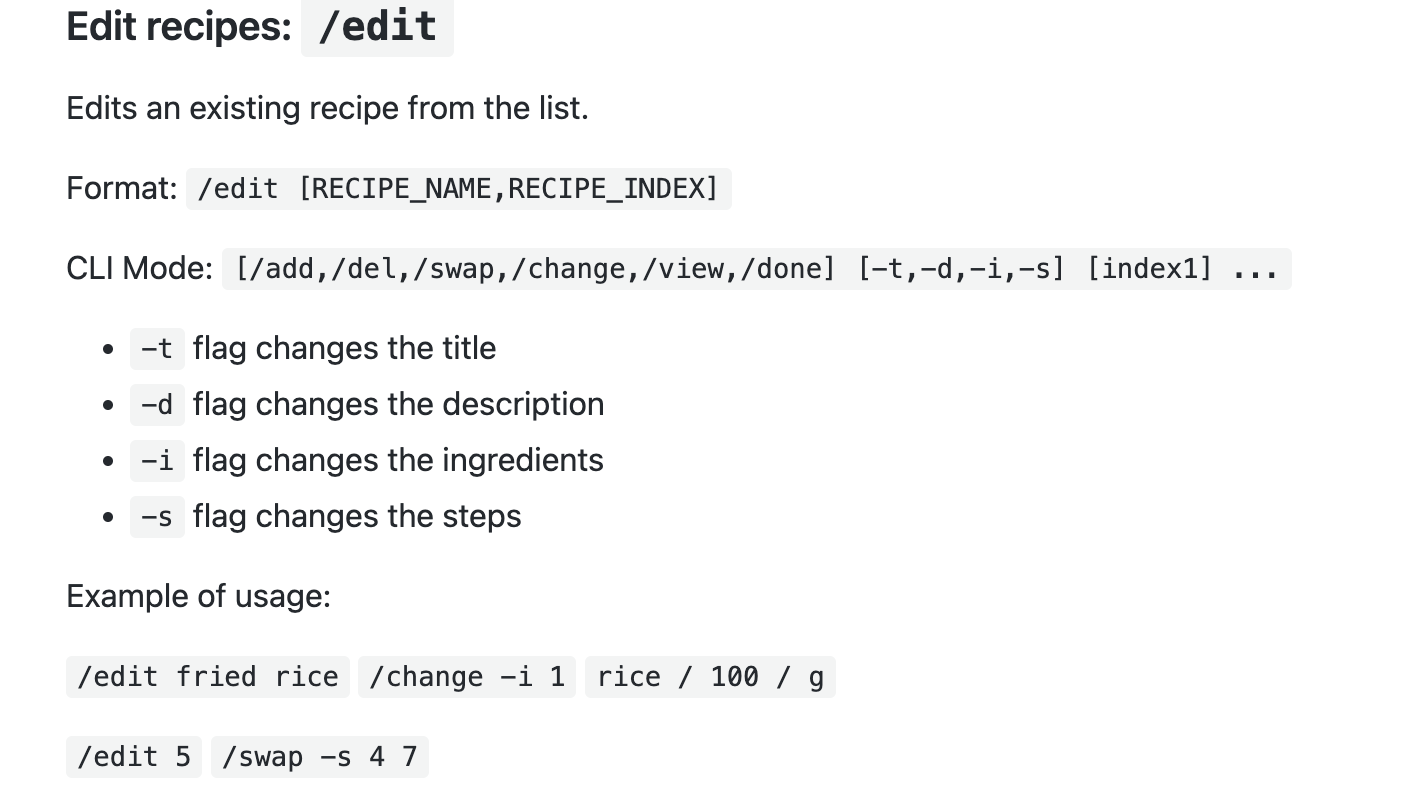 Edit recipes: /edit
Edits an existing recipe from the list.
Format: /edit [RECIPE_NAME,RECIPE_INDEX]
CLI Mode: [/add,/del,/swap,/change,/view,/done] [-t,-d,-i,-s] [index1] ...
• -t flag changes the title
• -d flag changes the description
• -i flag changes the ingredients
• -s flag changes the steps
Example of usage:
/edit fried rice /change -i 1 rice / 100 / g
/edit 5 /swap -s 4 7